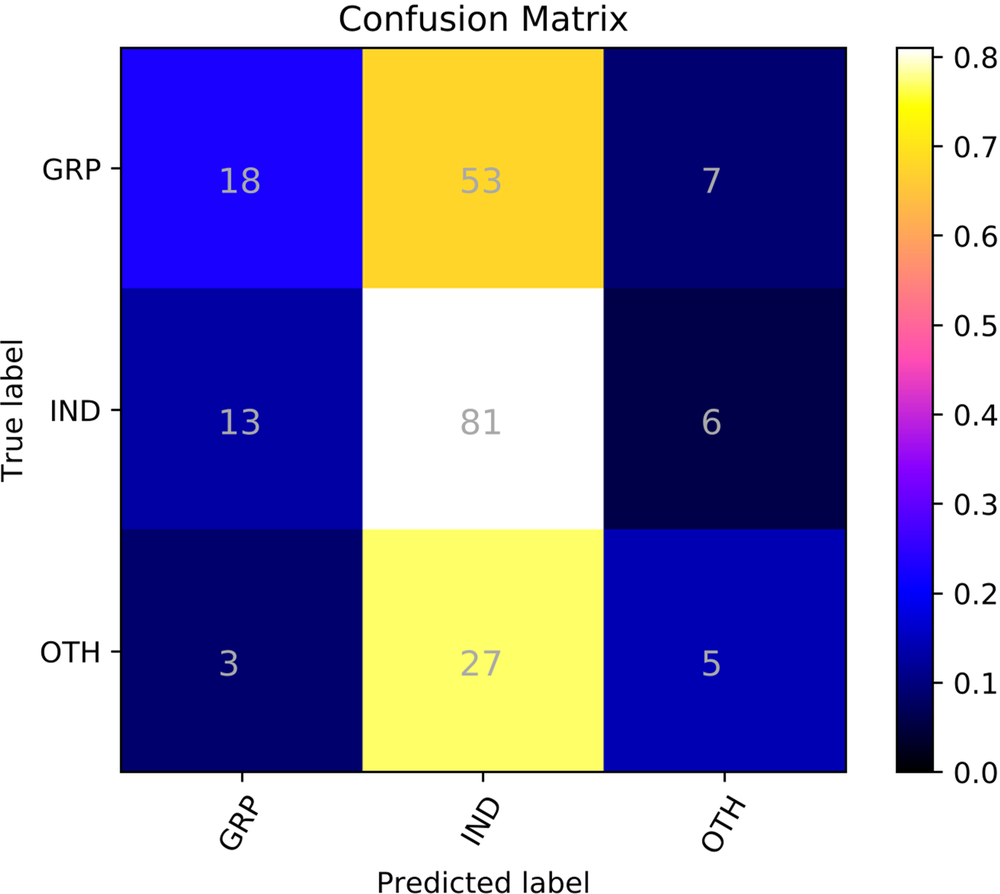 Confusion Matrix
True label
GRP
18 53 7
IND
13 81 6
OTH
3 27 5
GRP IND OTH
Predicted label
0.8
0.7
0.6
0.5
0.4
0.3
0.2
0.1
0.0